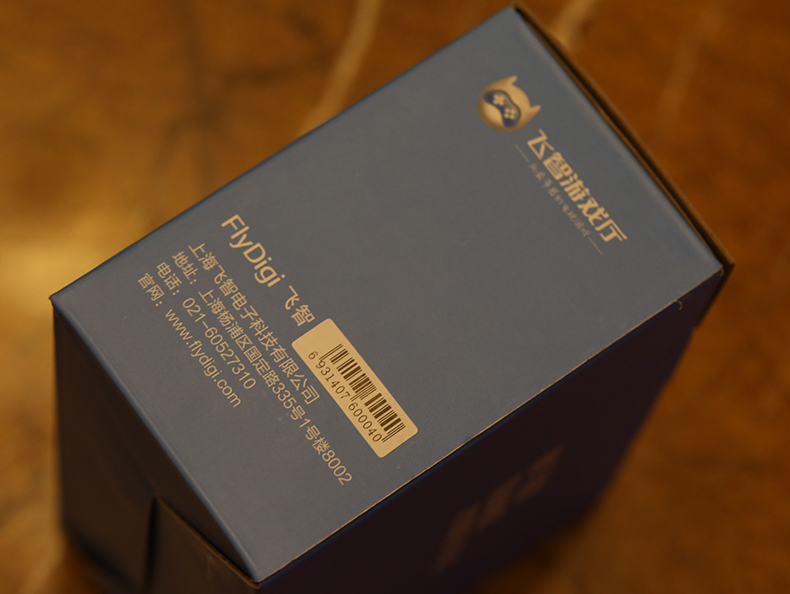 飞智游戏厅
FlyDigi 飞智
上海飞智电子科技有限公司
地址：上海杨浦区国定路335号1号楼8002
电话：021-60527310
官网：www.flydigi.com
6 931407 600040